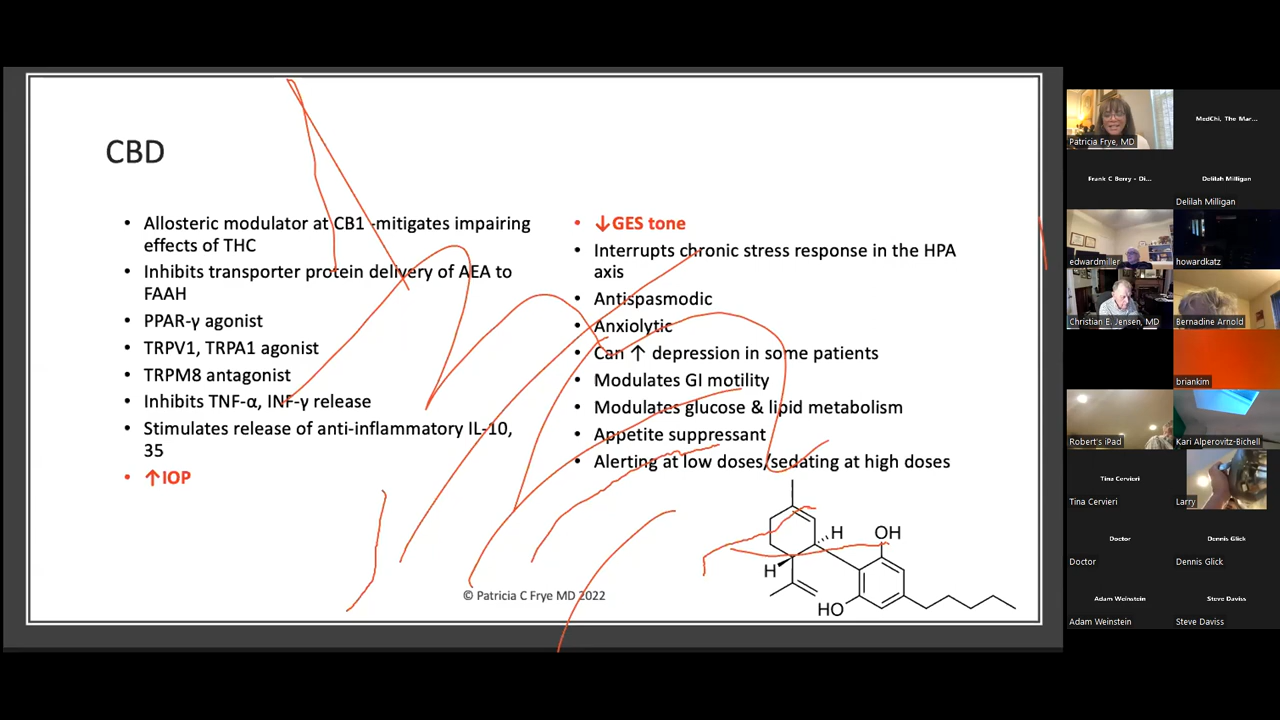 CBD
• Allosteric modulator at CB1 -mitigates impairing
effects of THC
• Inhibits transporter protein delivery of AEA to
FAAH
• PPAR-γ agonist
• TRPV1, TRPA1 agonist
• TRPM8 antagonist
• Inhibits TNF-α, INF-γ release
• Stimulates release of anti-inflammatory IL-10,
35
• ↑IOP
• ↓GES tone
• Interrupts chronic stress response in the HPA
axis
• Antispasmodic
• Anxiolytic
• Can ↑ depression in some patients
• Modulates GI motility
• Modulates glucose & lipid metabolism
• Appetite suppressant
• Alerting at low doses/sedating at high doses
H
OH
H
HO
© Patricia C Frye MD 2022
Patricia Frye, MD
MedChi, The Mar...
Frank C Berry - Di...
Delilah Milligan
Delilah Milligan
edwardmiller
howardkatz
Christian E. Jensen, MD
Bernadine Arnold
briankim
Robert's iPad
Kari Alperovitz-Bichell
Tina Cervieri
Tina Cervieri
Larry
Doctor
Doctor
Dennis Glick
Dennis Glick
Adam Weinstein
Adam Weinstein
Steve Daviss
Steve Daviss